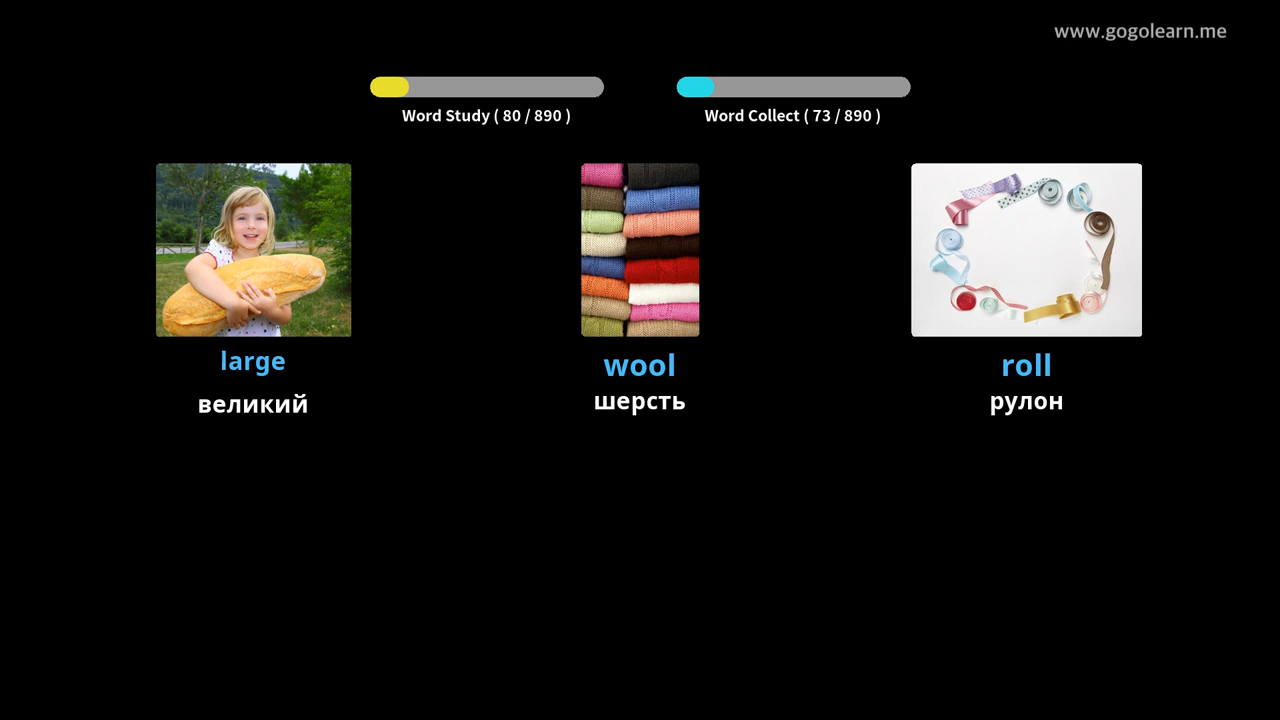 www.gogolearn.me
Word Study ( 80 / 890 )
Word Collect ( 73 / 890 )
large
великий
wool
шерсть
roll
рулон